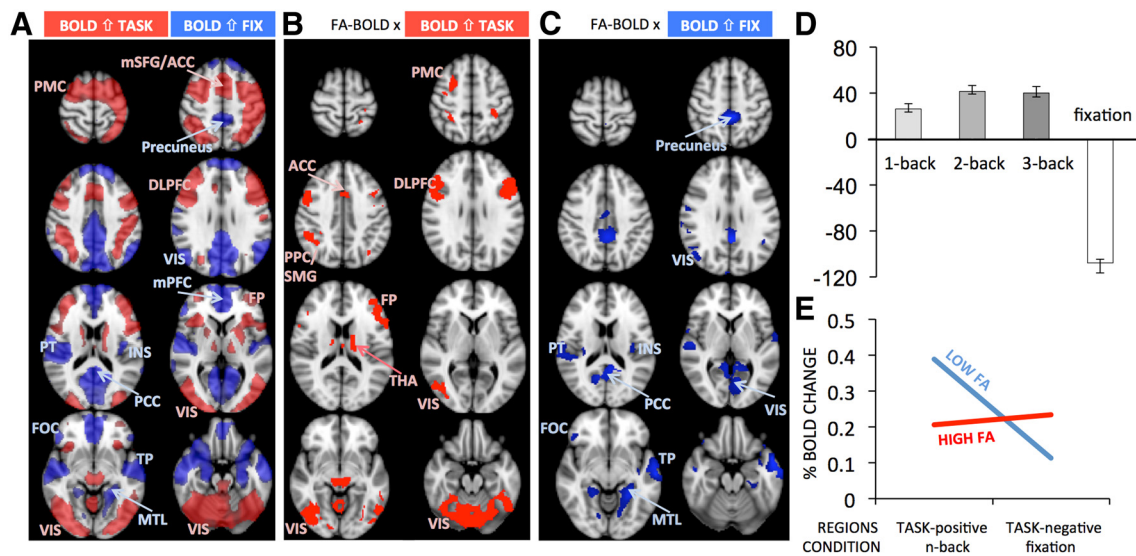 A BOLD ⇧ TASK BOLD ⇧ FIX
mSFG/ACC
PMC
Precuneus
DLPFC
VIS
mPFC
FP
PT
INS
PCC
VIS
FOC
TP
MTL
VIS
VIS
B FA-BOLD x BOLD ⇧ TASK
PMC
ACC
DLPFC
PPC/
SMG
FP
THA
VIS
VIS
VIS
C FA-BOLD x BOLD ⇧ FIX
Precuneus
VIS
PT
INS
PCC
VIS
FOC
TP
MTL
D
80
40
0
-40
-80
-120
fixation
1-back 2-back 3-back
E
% BOLD CHANGE
0.5
0.4
0.3
0.2
0.1
0
LOW FA
HIGH FA
REGIONS TASK-positive TASK-negative
CONDITION n-back fixation